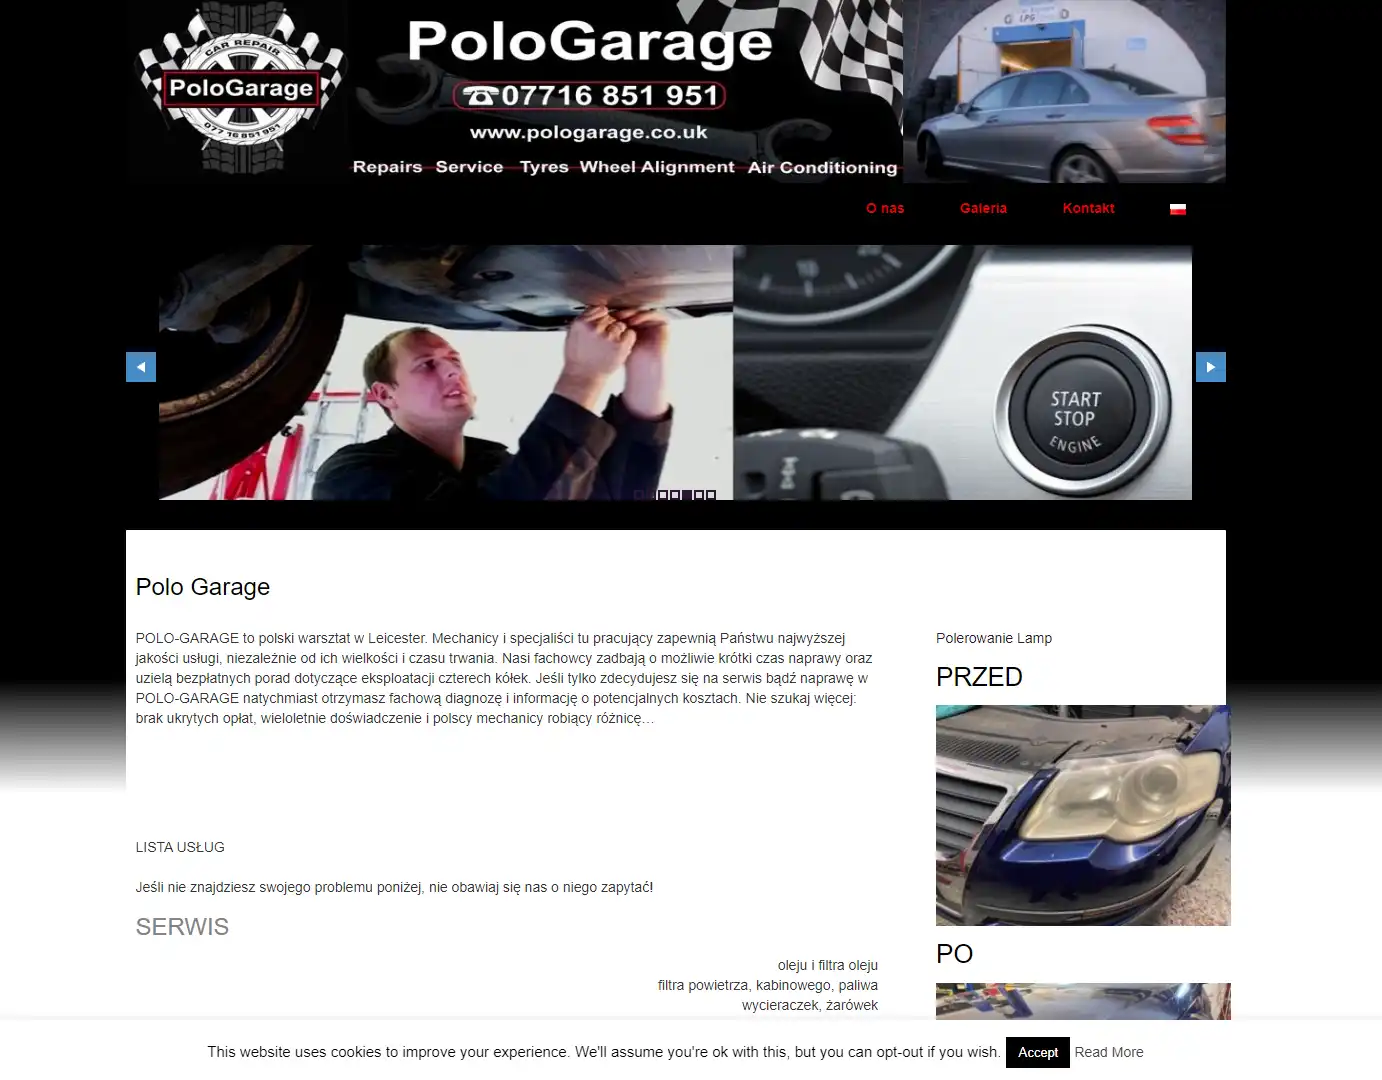 CAR REPAIR
PoloGarage
07716 851 951
PoloGarage
07716 851 951
www.pologarage.co.uk
Repairs Service Tyres Wheel Alignment Air Conditioning
LPG
O nas
Galeria
Kontakt
START
STOP
ENGINE
Polo Garage
POLO-GARAGE to polski warsztat w Leicester. Mechanicy i specjaliści tu pracujący zapewnią Państwu najwyższej
jakości usługi, niezależnie od ich wielkości i czasu trwania. Nasi fachowcy zadbają o możliwie krótki czas naprawy oraz
uzielą bezpłatnych porad dotyczące eksploatacji czterech kółek. Jeśli tylko zdecydujesz się na serwis bądź naprawę w
POLO-GARAGE natychmiast otrzymasz fachową diagnozę i informację o potencjalnych kosztach. Nie szukaj więcej:
brak ukrytych opłat, wieloletnie doświadczenie i polscy mechanicy robiący różnicę…
LISTA USŁUG
Jeśli nie znajdziesz swojego problemu poniżej, nie obawiaj się nas o niego zapytać!
SERWIS
oleju i filtra oleju
filtra powietrza, kabinowego, paliwa
wycieraczek, żarówek
Polerowanie Lamp
PRZED
PO
This website uses cookies to improve your experience. We'll assume you're ok with this, but you can opt-out if you wish. Accept Read More